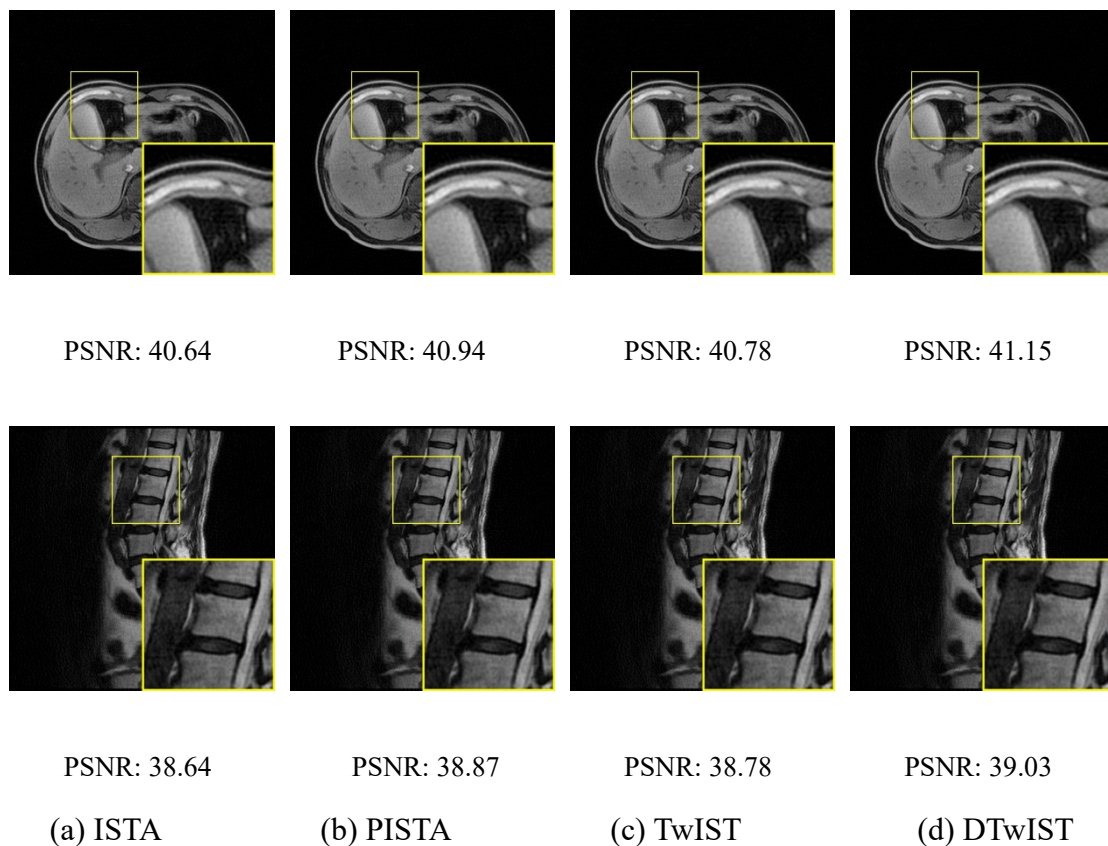 PSNR: 40.64 PSNR: 40.94 PSNR: 40.78 PSNR: 41.15
PSNR: 38.64 PSNR: 38.87 PSNR: 38.78 PSNR: 39.03
(a) ISTA (b) PISTA (c) TwIST (d) DTwIST